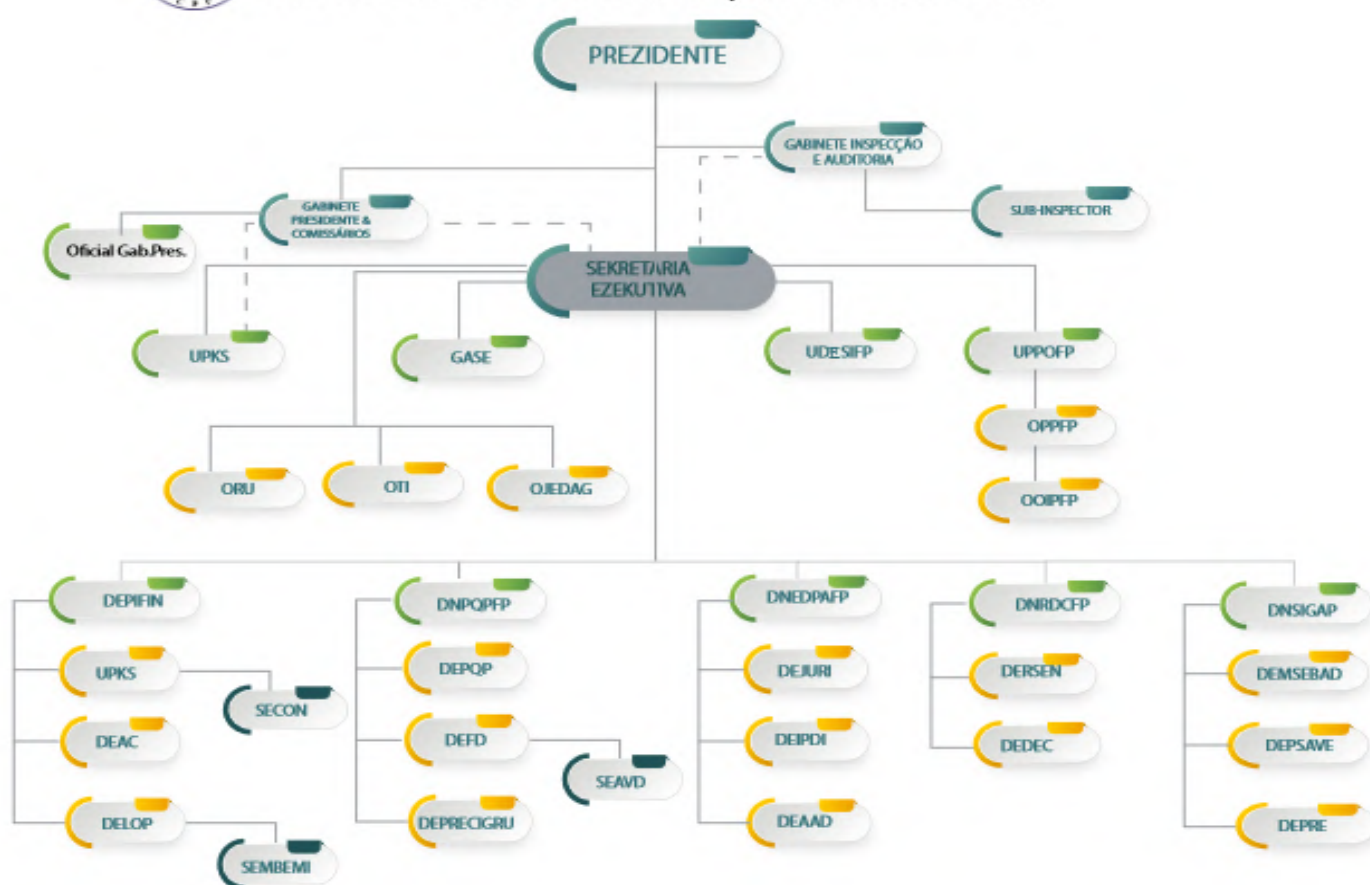 PREZIDENTE
GABINETE INSPECÇÃO
E AUDITORIA
GABINETE
PRESIDENTE &
COMISSÁRIOS
SUB-INSPECTOR
Oficial Gab.Pres.
SEKRETARIA
EZEKUTIVA
UPKS
GASE
UDESIFP
UPPOFP
OPPFP
ORU
OTI
OJEDAG
OOIPFP
DEPIFIN
DNPQPFP
DNEDPAFP
DNRDCFP
DNSIGAP
UPKS
DEPQP
DEJURI
DERSEN
DEMSEBAD
SECON
DEAC
DEFD
DEIPDI
DEDEC
DEPSAVE
SEAVD
DELOP
DEPRECIGRU
DEAAD
DEPRE
SEMBEMI